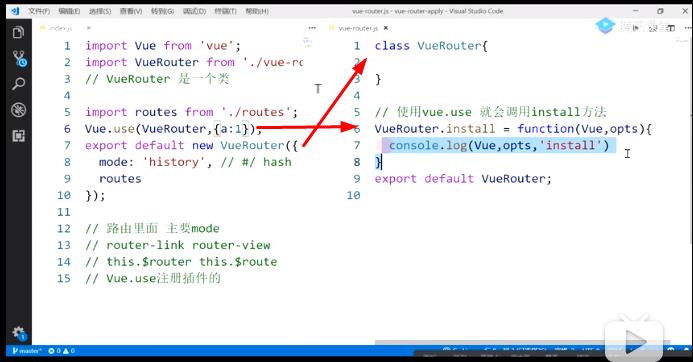 文件(F) 编辑(E) 选择(S) 查看(V) 转到(G) 调试(D) 终端(T) 帮助(H)
vue-router.js - vue-router-apply - Visual Studio Code
index.js
vue-router.js
1 import Vue from 'vue';
2 import VueRouter from './vue-ro
3 // VueRouter 是一个类
4
5 import routes from './routes';
6 Vue.use(VueRouter,{a:1});
7 export default new VueRouter({
8 mode: 'history', // #/ hash
9 routes
10 });
11
12 // 路由里面 主要mode
13 // router-link router-view
14 // this.$router this.$route
15 // Vue.use注册插件的
1 class VueRouter{
2
3 }
4
5 // 使用vue.use 就会调用install方法
6 VueRouter.install = function(Vue,opts){
7 console.log(Vue,opts,'install')
8 }
9 export default VueRouter;
10
腾讯课堂
master*
0
0